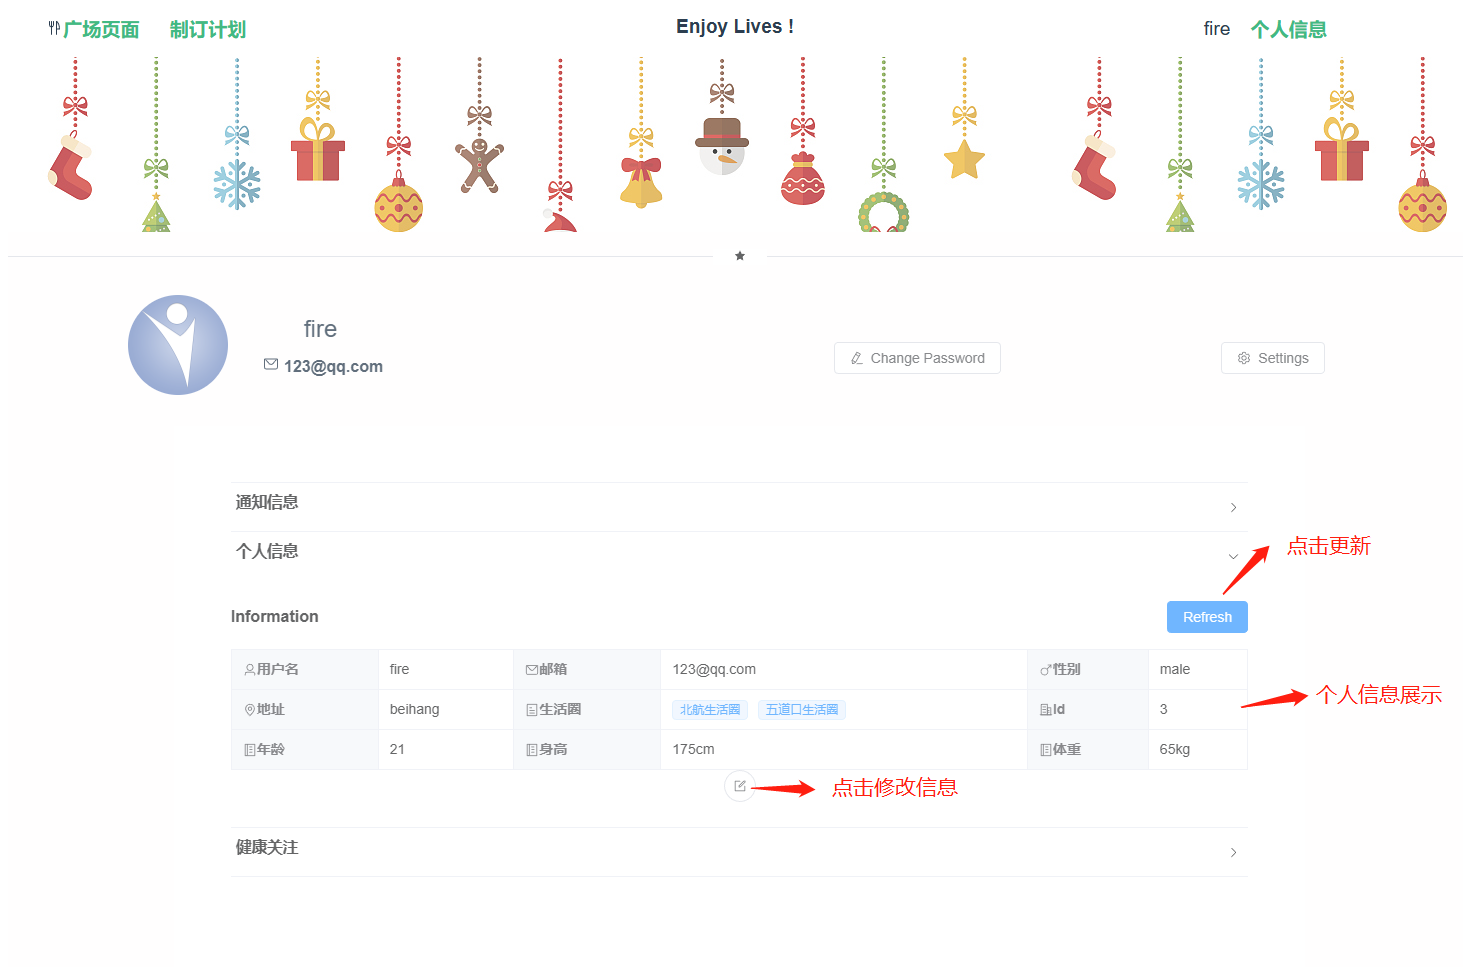 广场页面 制订计划 Enjoy Lives ! fire 个人信息
fire
123@qq.com
Change Password Settings
通知信息
个人信息
点击更新
Information Refresh
用户名 fire 邮箱 123@qq.com 性别 male
地址 beihang 生活圈 北航生活圈 五道口生活圈 Id 3
个人信息展示
年龄 21 身高 175cm 体重 65kg
点击修改信息
健康关注